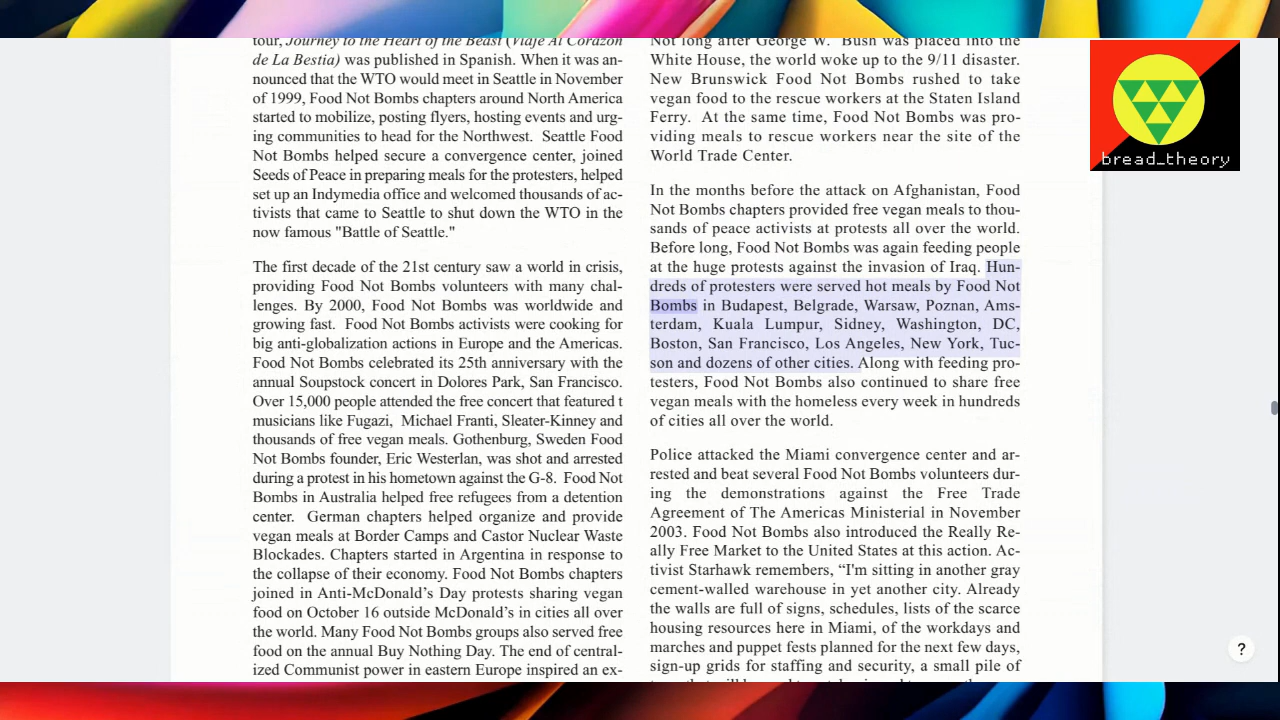 tour, Journey to the Heart of the Beast (Viaje Al Corazon
de La Bestia) was published in Spanish. When it was an-
nounced that the WTO would meet in Seattle in November
of 1999, Food Not Bombs chapters around North America
started to mobilize, posting flyers, hosting events and urg-
ing communities to head for the Northwest. Seattle Food
Not Bombs helped secure a convergence center, joined
Seeds of Peace in preparing meals for the protesters, helped
set up an Indymedia office and welcomed thousands of ac-
tivists that came to Seattle to shut down the WTO in the
now famous "Battle of Seattle."
The first decade of the 21st century saw a world in crisis,
providing Food Not Bombs volunteers with many chal-
lenges. By 2000, Food Not Bombs was worldwide and
growing fast. Food Not Bombs activists were cooking for
big anti-globalization actions in Europe and the Americas.
Food Not Bombs celebrated its 25th anniversary with the
annual Soupstock concert in Dolores Park, San Francisco.
Over 15,000 people attended the free concert that featured t
musicians like Fugazi, Michael Franti, Sleater-Kinney and
thousands of free vegan meals. Gothenburg, Sweden Food
Not Bombs founder, Eric Westerlan, was shot and arrested
during a protest in his hometown against the G-8. Food Not
Bombs in Australia helped free refugees from a detention
center. German chapters helped organize and provide
vegan meals at Border Camps and Castor Nuclear Waste
Blockades. Chapters started in Argentina in response to
the collapse of their economy. Food Not Bombs chapters
joined in Anti-McDonald's Day protests sharing vegan
food on October 16 outside McDonald's in cities all over
the world. Many Food Not Bombs groups also served free
food on the annual Buy Nothing Day. The end of central-
ized Communist power in eastern Europe inspired an ex-
Not long after George W. Bush was placed into the
White House, the world woke up to the 9/11 disaster.
New Brunswick Food Not Bombs rushed to take
vegan food to the rescue workers at the Staten Island
Ferry. At the same time, Food Not Bombs was pro-
viding meals to rescue workers near the site of the
World Trade Center.
In the months before the attack on Afghanistan, Food
Not Bombs chapters provided free vegan meals to thou-
sands of peace activists at protests all over the world.
Before long, Food Not Bombs was again feeding people
at the huge protests against the invasion of Iraq. Hun-
dreds of protesters were served hot meals by Food Not
Bombs in Budapest, Belgrade, Warsaw, Poznan, Ams-
terdam, Kuala Lumpur, Sidney, Washington, DC,
Boston, San Francisco, Los Angeles, New York, Tuc-
son and dozens of other cities. Along with feeding pro-
testers, Food Not Bombs also continued to share free
vegan meals with the homeless every week in hundreds
of cities all over the world.
Police attacked the Miami convergence center and ar-
rested and beat several Food Not Bombs volunteers dur-
ing the demonstrations against the Free Trade
Agreement of The Americas Ministerial in November
2003. Food Not Bombs also introduced the Really Re-
ally Free Market to the United States at this action. Ac-
tivist Starhawk remembers, “I'm sitting in another gray
cement-walled warehouse in yet another city. Already
the walls are full of signs, schedules, lists of the scarce
housing resources here in Miami, of the workdays and
marches and puppet fests planned for the next few days,
sign-up grids for staffing and security, a small pile of
bread_theory
?